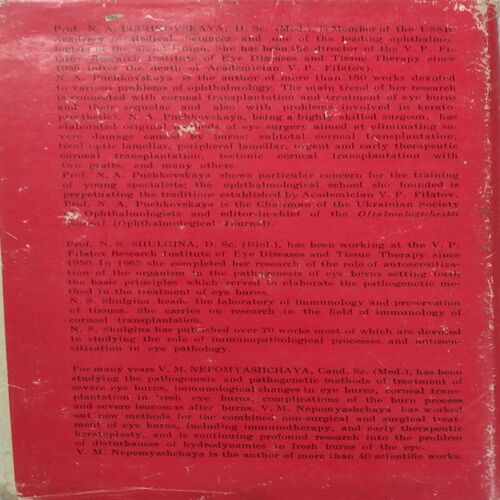 Prof. N. A. PUCHKOVSKAYA, D. Sc. (Med.), Member of the USSR
Academy of Medical Sciences and one of the leading ophthalmo-
logists in the Soviet Union. She has been the director of the V. P. Fi-
latov Research Institute of Eye Diseases and Tissue Therapy since
1956 (after the death of Academician V. P. Filatov).
N. A. Puchkovskaya is the author of more than 180 works devoted
to various problems of ophthalmology. The main trend of her research
is connected with corneal transplantation and treatment of eye burns
and their sequelae and also with problems involved in kerato-
prosthetics. N. A. Puchkovskaya, being a highly skilled surgeon, has
elaborated original methods of eye surgery aimed at eliminating se-
vere damage caused by burns: subtotal corneal transplantation,
total optic lamellar, peripheral lamellar, urgent and early therapeutic
corneal transplantation, tectonic corneal transplantation with
two grafts, and many others.
Prof. N. A. Puchkovskaya shows particular concern for the training
of young specialists; the ophthalmological school she founded is
perpetuating the traditions established by Academician V. P. Filatov.
Prof. N. A. Puchkovskaya is the Chairman of the Ukrainian Society
of Ophthalmologists and editor-in-chief of the Oftalmologicheskii
Journal (Ophthalmological Journal).
Prof. N. S. SHULGINA, D. Sc. (Biol.), has been working at the V. P.
Filatov Research Institute of Eye Diseases and Tissue Therapy since
1950. In 1965 she completed her research of the role of autosensitiza-
tion of the organism in the pathogenesis of eye burns setting forth
the basic principles which served to elaborate the pathogenetic me-
thod in the treatment of eye burns.
N. S. Shulgina heads the laboratory of immunology and preservation
of tissues. She carries on research in the field of immunology of
corneal transplantation.
N. S. Shulgina has published over 70 works most of which are devoted
to studying the role of immunopathological processes and autosen-
sitization in eye pathology.
For many years V. M. NEPOMYASHCHAYA, Cand. Sc. (Med.), has been
studying the pathogenesis and pathogenetic methods of treatment of
severe eye burns, immunological changes in eye burns, corneal trans-
plantation in fresh eye burns, complications of the burn process
and severe leucomas after burns. V. M. Nepomyashchaya has worked
out new methods for the combined non-surgical and surgical treat-
ment of eye burns, including immunotherapy, and early therapeutic
keratoplasty, and is continuing profound research into the problem
of disturbances of hydrodynamics in fresh burns of the eye.
V. M. Nepomyashchaya is the author of more than 40 scientific works.